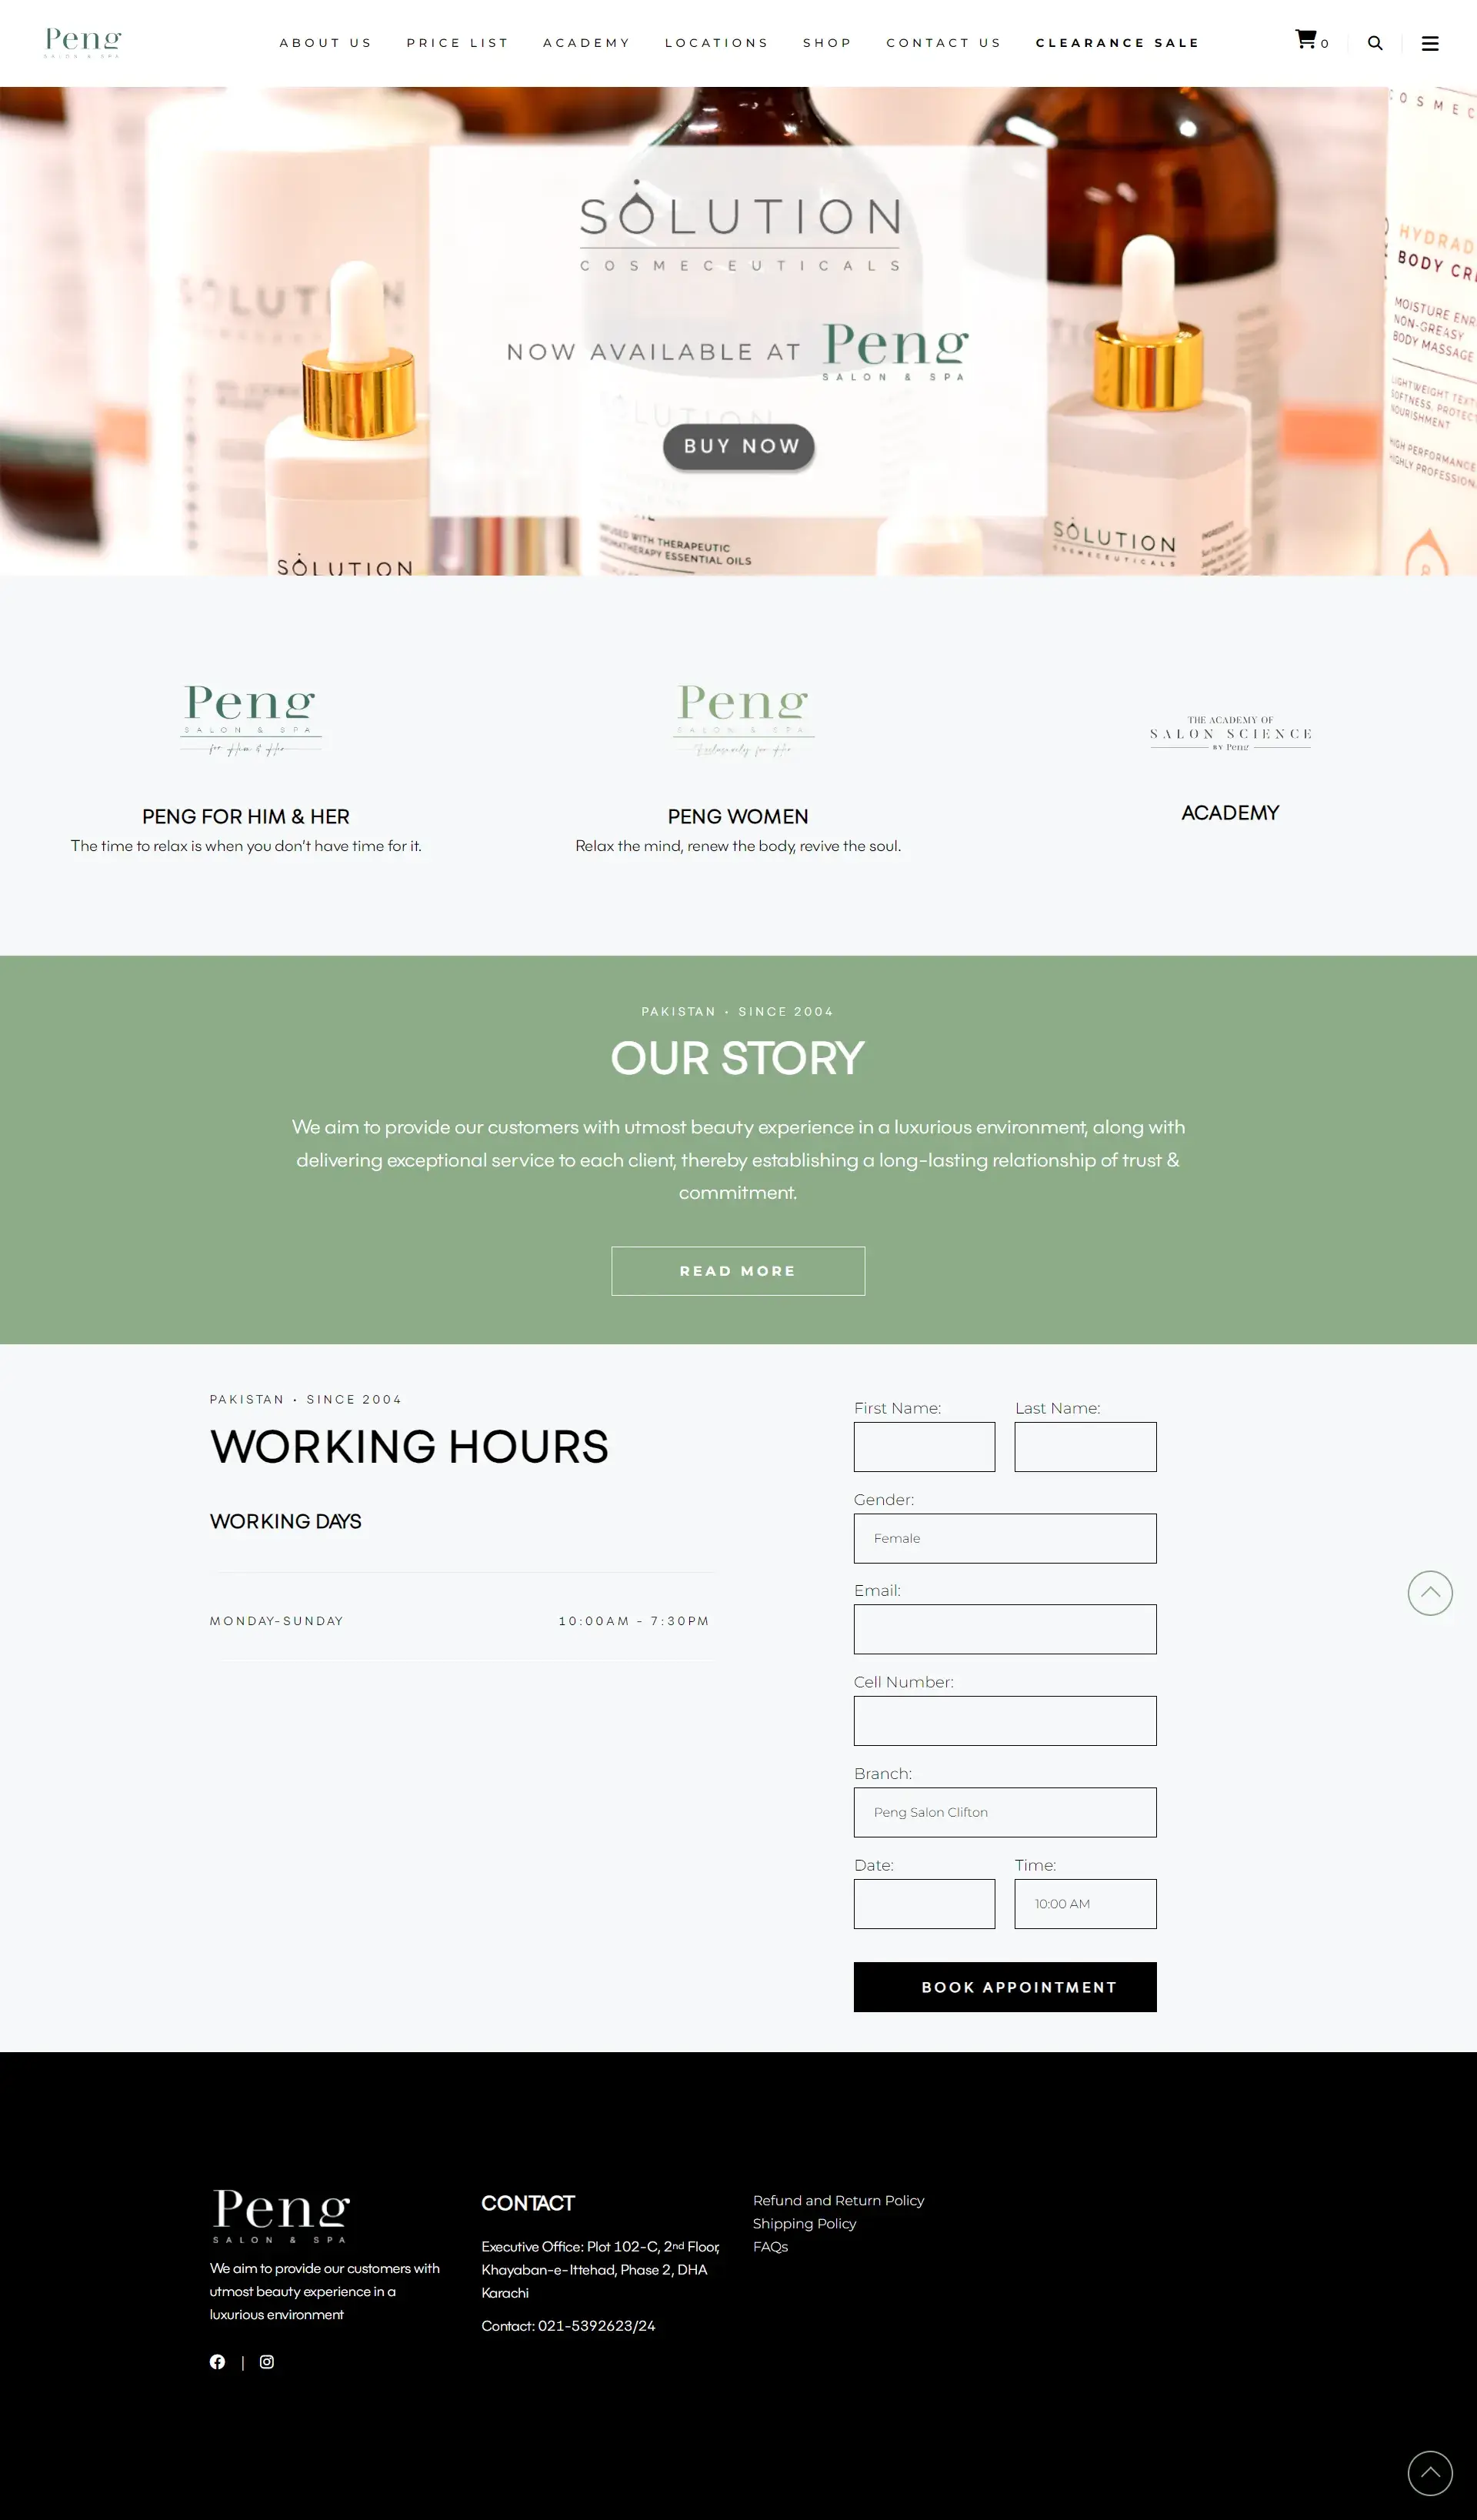 Peng
SALON & SPA
ABOUT US
PRICE LIST
ACADEMY
LOCATIONS
SHOP
CONTACT US
CLEARANCE SALE
0
SOLUTION
COSMECEUTICALS
NOW AVAILABLE AT Peng
SALON & SPA
BUY NOW
COSMEC
HYDRAD
BODY CR
MOISTURE ENR
NON-GREASY
BODY MASSAGE
LIGHTWEIGHT TEXT
SOFTNESS, PROTECT
NOURISHMENT
HIGH PERFORMANCE
HIGHLY PROFESSION
SOLUTION
INFUSED WITH THERAPEUTIC
AROMATHERAPY ESSENTIAL OILS
SOLUTION
COSMECEUTICALS
INGREDIENTS
Peng
SALON & SPA
for Him & Her
PENG FOR HIM & HER
The time to relax is when you don't have time for it.
Peng
SALON & SPA
Exclusively for Her
PENG WOMEN
Relax the mind, renew the body, revive the soul.
THE ACADEMY OF
SALON SCIENCE
BY Peng
ACADEMY
PAKISTAN • SINCE 2004
OUR STORY
We aim to provide our customers with utmost beauty experience in a luxurious environment, along with
delivering exceptional service to each client, thereby establishing a long-lasting relationship of trust &
commitment.
READ MORE
PAKISTAN • SINCE 2004
WORKING HOURS
WORKING DAYS
MONDAY-SUNDAY
10:00AM - 7:30PM
First Name:
Last Name:
Gender:
Female
Email:
Cell Number:
Branch:
Peng Salon Clifton
Date:
Time:
10:00 AM
BOOK APPOINTMENT
Peng
SALON & SPA
We aim to provide our customers with
utmost beauty experience in a
luxurious environment
|
CONTACT
Executive Office: Plot 102-C, 2nd Floor,
Khayaban-e-Ittehad, Phase 2, DHA
Karachi
Contact: 021-5392623/24
Refund and Return Policy
Shipping Policy
FAQs